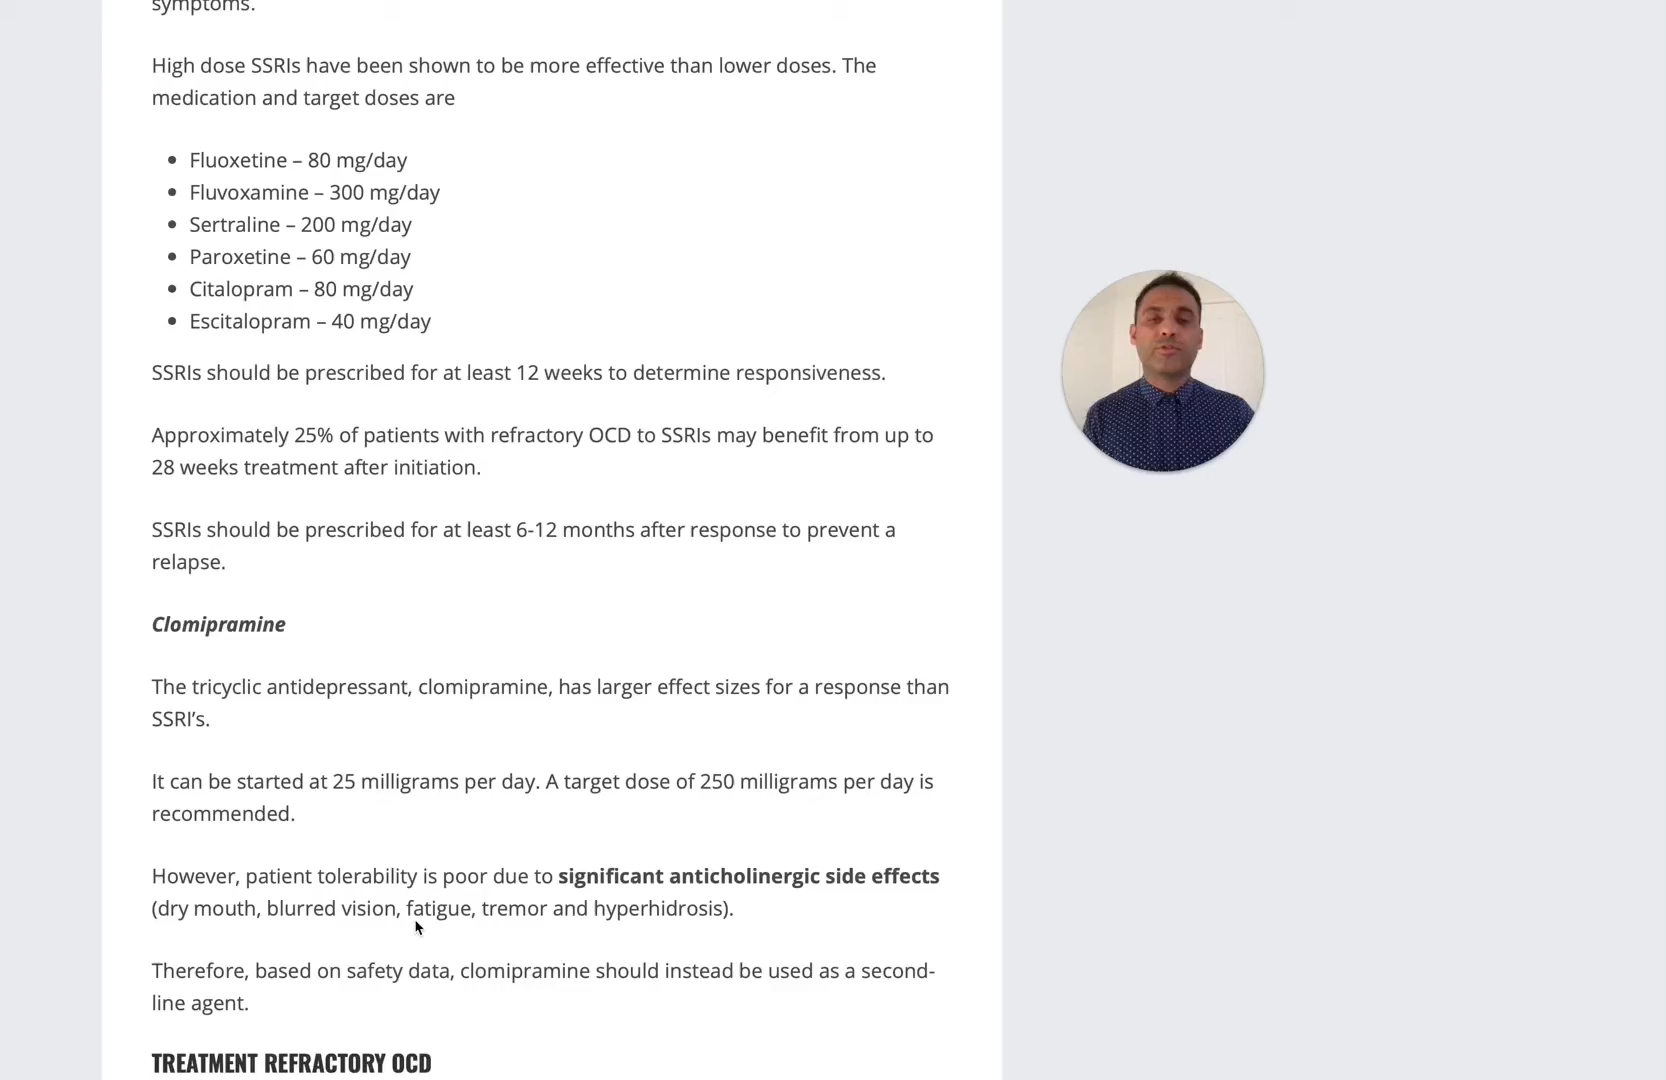 symptoms.
High dose SSRIs have been shown to be more effective than lower doses. The
medication and target doses are
Fluoxetine – 80 mg/day
Fluvoxamine – 300 mg/day
Sertraline – 200 mg/day
Paroxetine – 60 mg/day
Citalopram – 80 mg/day
Escitalopram – 40 mg/day
SSRIs should be prescribed for at least 12 weeks to determine responsiveness.
Approximately 25% of patients with refractory OCD to SSRIs may benefit from up to
28 weeks treatment after initiation.
SSRIs should be prescribed for at least 6-12 months after response to prevent a
relapse.
Clomipramine
The tricyclic antidepressant, clomipramine, has larger effect sizes for a response than
SSRI’s.
It can be started at 25 milligrams per day. A target dose of 250 milligrams per day is
recommended.
However, patient tolerability is poor due to significant anticholinergic side effects
(dry mouth, blurred vision, fatigue, tremor and hyperhidrosis).
Therefore, based on safety data, clomipramine should instead be used as a second-
line agent.
TREATMENT REFRACTORY OCD